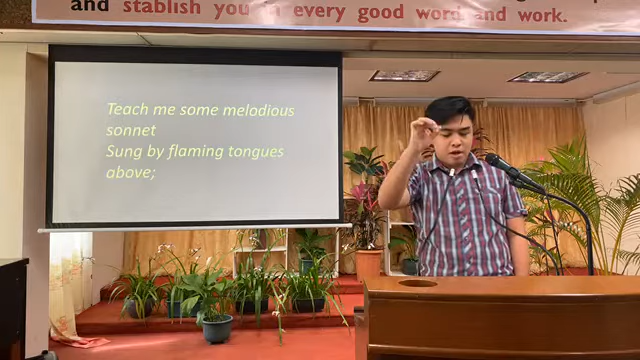 and stablish you in every good word and work.
Teach me some melodious
sonnet
Sung by flaming tongues
above;